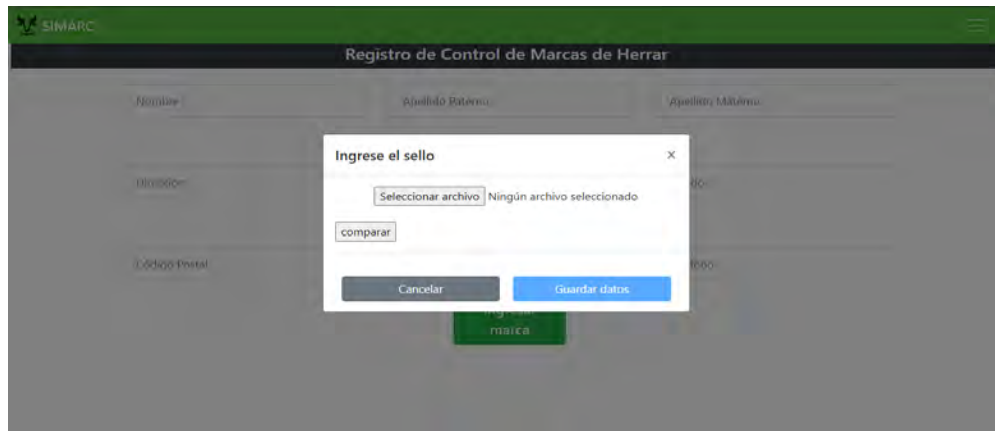 SIMARC
Registro de Control de Marcas de Herrar
Nombre
Apellido Paterno
Apellido Materno
Ingrese el sello
x
Dirección
Seleccionar archivo Ningún archivo seleccionado
comparar
Código Postal
Cancelar
Guardar datos
marca